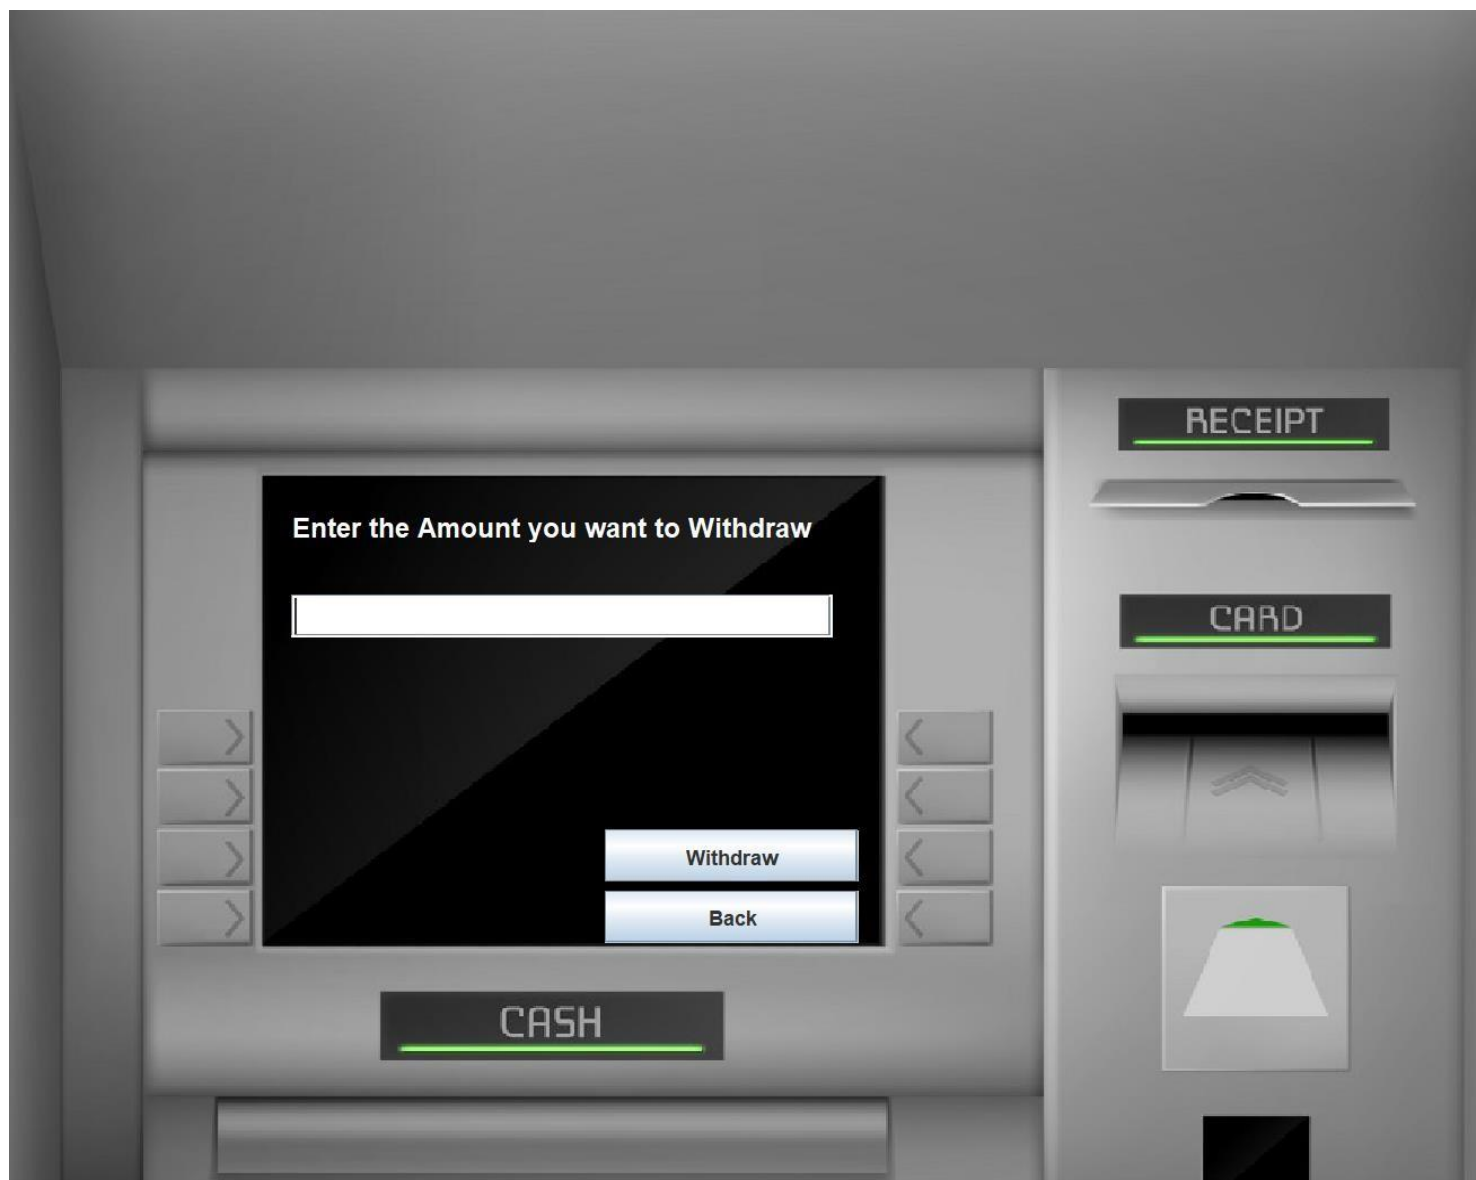 RECEIPT
Enter the Amount you want to Withdraw
CARD
Withdraw
Back
CASH